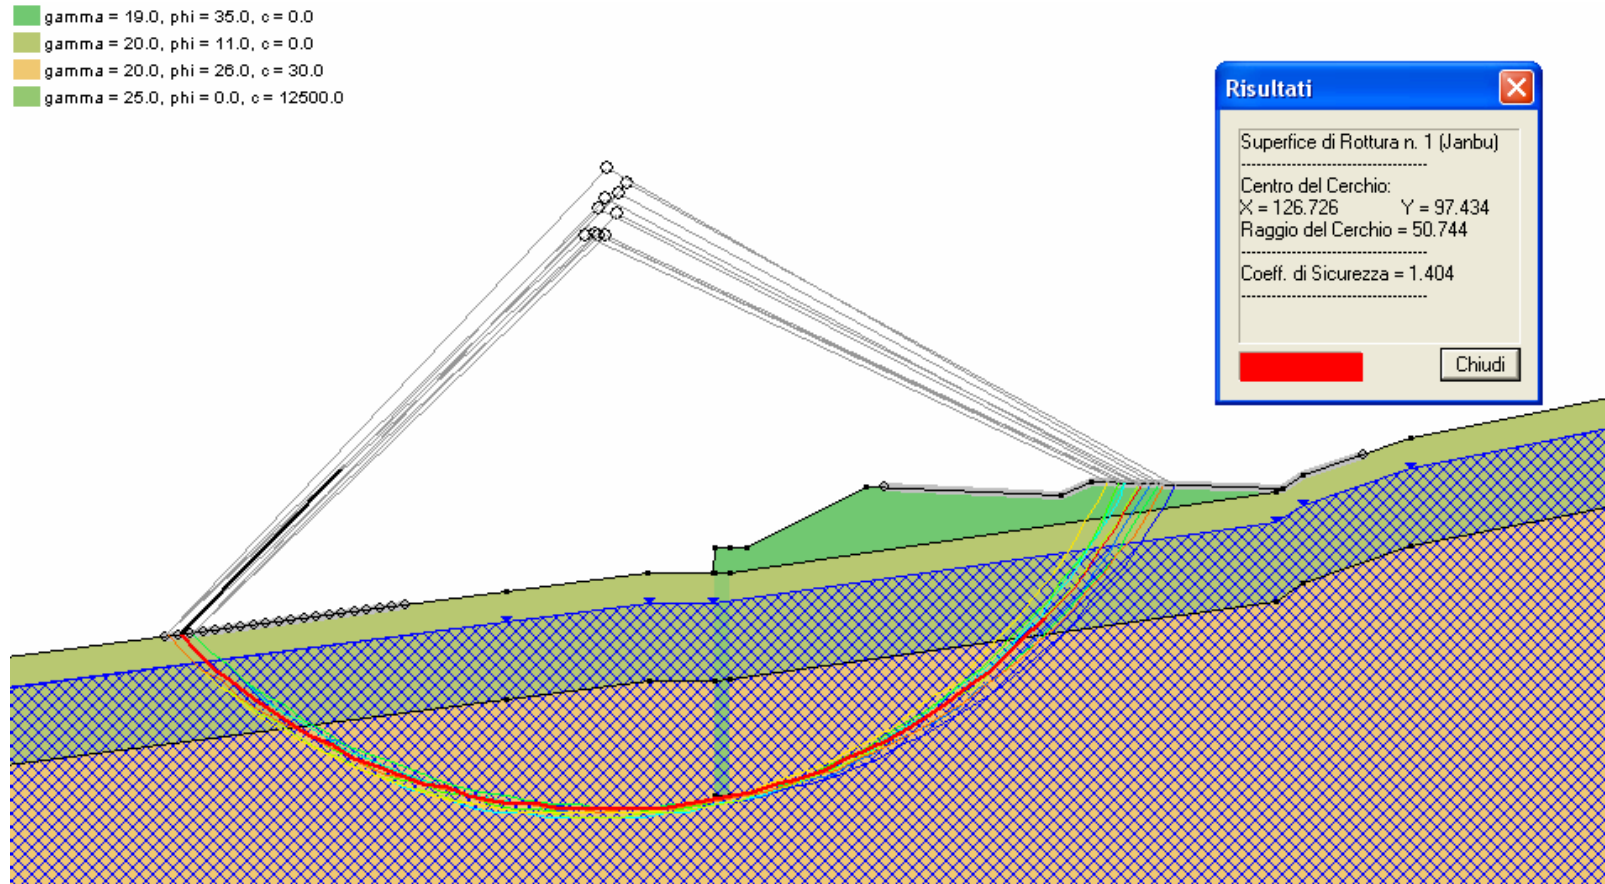 gamma = 19.0, phi = 35.0, c = 0.0
gamma = 20.0, phi = 11.0, c = 0.0
gamma = 20.0, phi = 26.0, c = 30.0
gamma = 25.0, phi = 0.0, c = 12500.0
Risultati
Superfice di Rottura n. 1 (Janbu)
--------------------------------
Centro del Cerchio:
X = 126.726 Y = 97.434
Raggio del Cerchio = 50.744
--------------------------------
Coeff. di Sicurezza = 1.404
--------------------------------
Chiudi